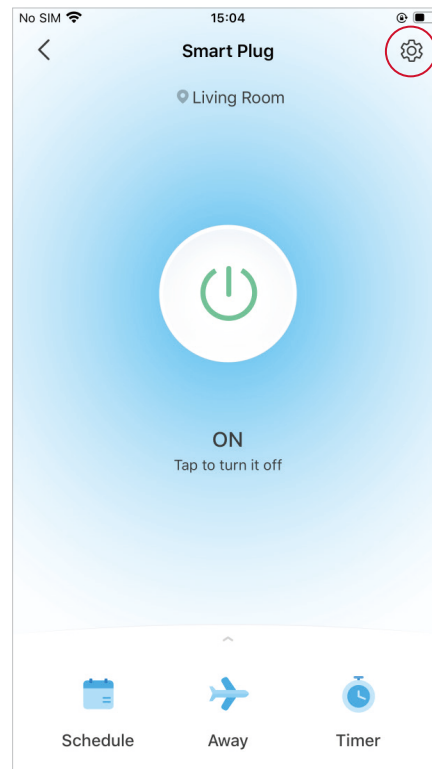 No SIM 15:04
Smart Plug
Living Room
ON
Tap to turn it off
Schedule Away Timer